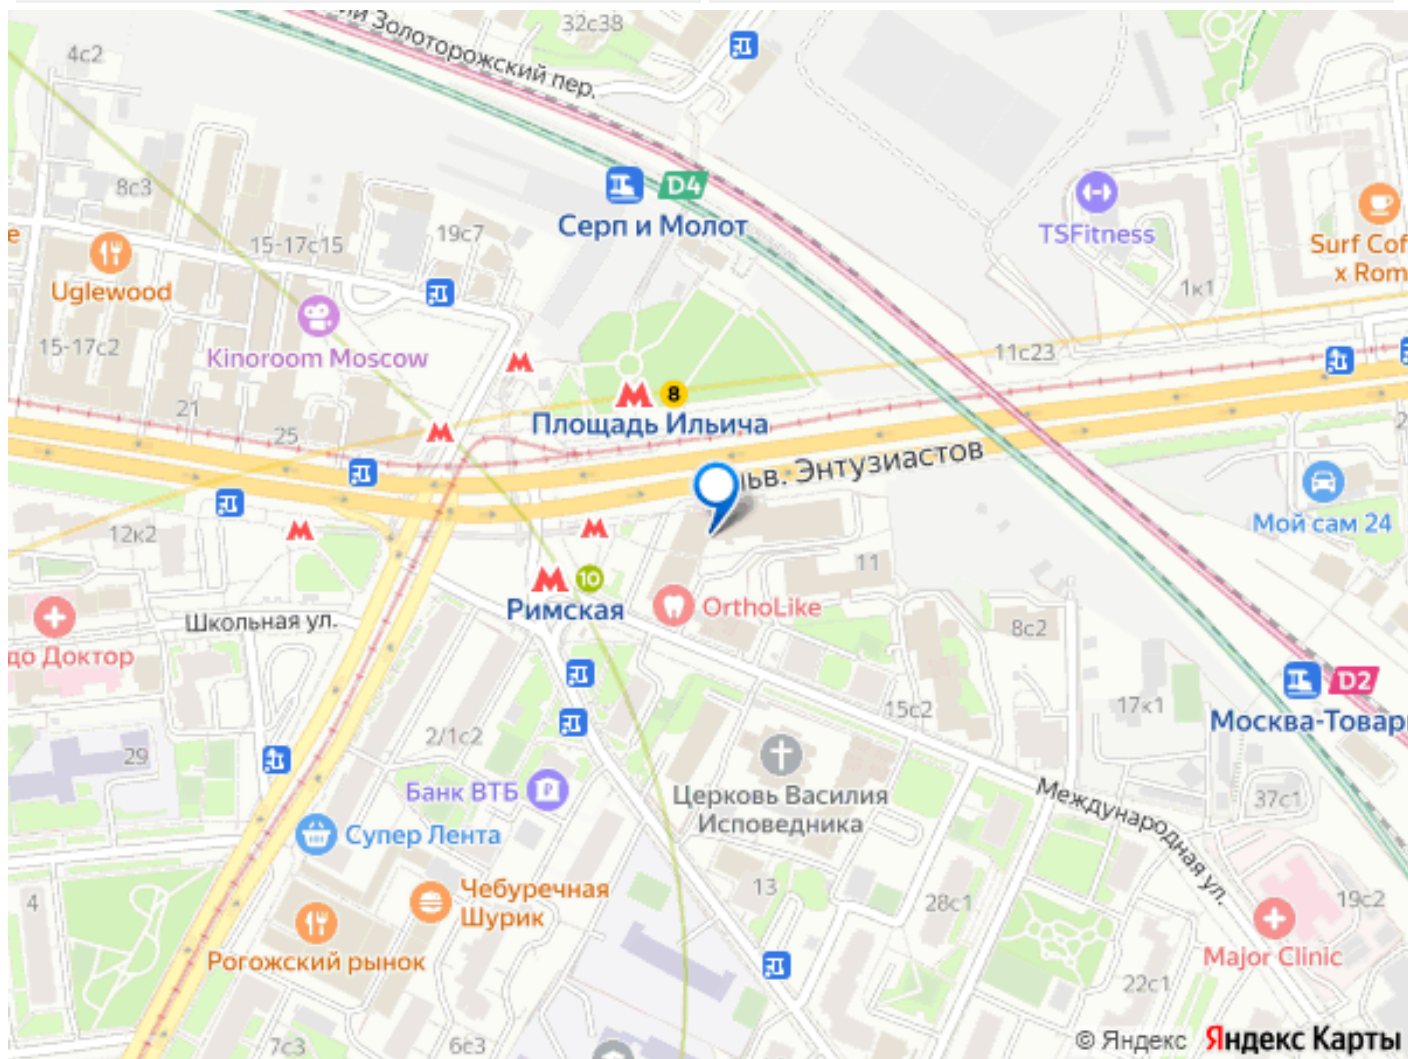 32с38
Золоторожский пер.
4с2
8с3
D4
Серп и Молот
TSFitness
Surf Cof
x Rom
15-17с15
19с7
Uglewood
1к1
15-17с2
Kinoroom Moscow
11с23
8
Площадь Ильича
21
25
ьв. Энтузиастов
Мой сам 24
12к2
11
10
Римская
OrthoLike
Школьная ул.
8с2
до Доктор
D2
Москва-Товар
17к1
15с2
2/1с2
29
Банк ВТБ
Церковь Василия
Исповедника
Международная ул.
37с1
Супер Лента
4
Чебуречная
Шурик
13
28с1
19с2
Рогожский рынок
Major Clinic
22с1
7с3
6с3
© Яндекс Яндекс Карты